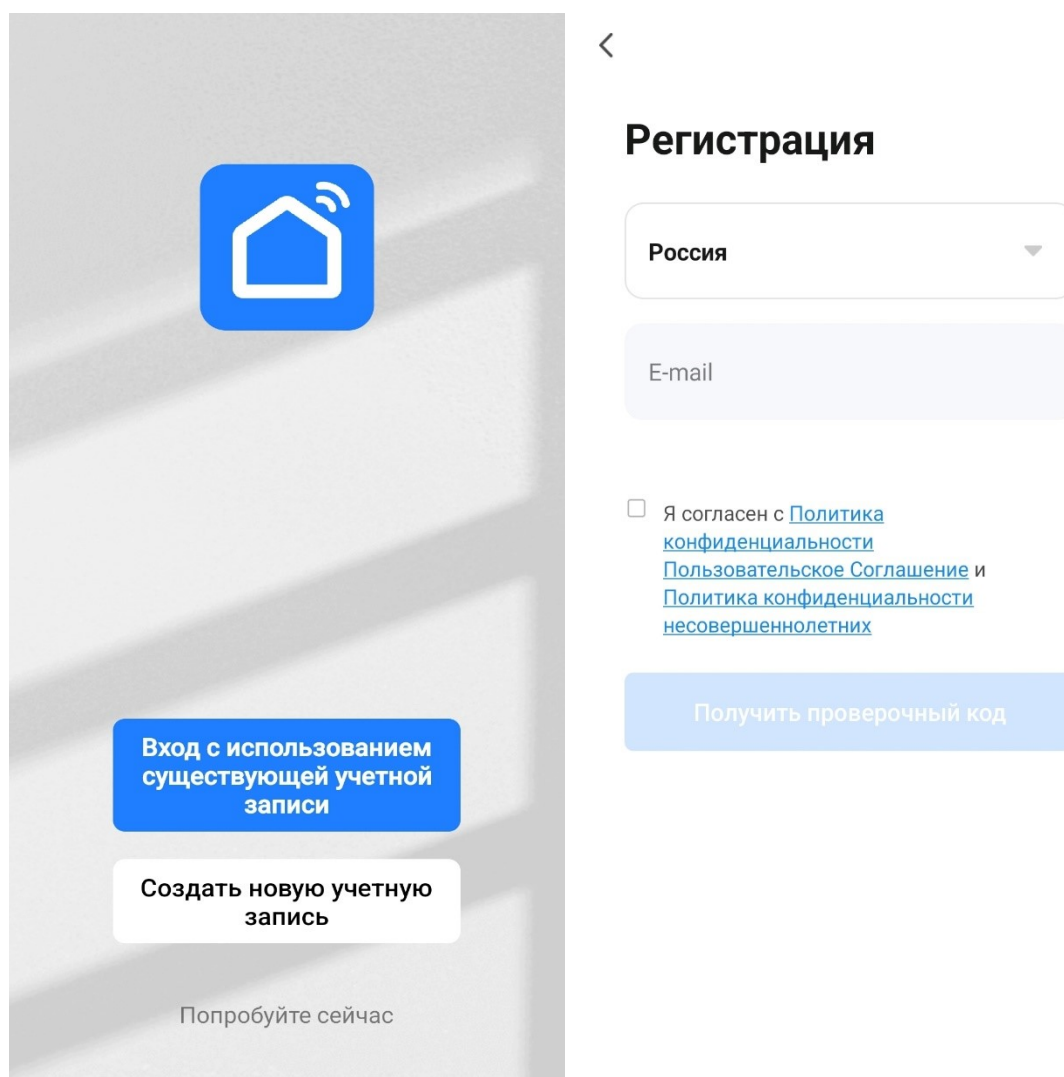 Вход с использованием
существующей учетной
записи
Создать новую учетную
запись
Попробуйте сейчас
Регистрация
Россия
E-mail
Я согласен с Политика
конфиденциальности
Пользовательское Соглашение и
Политика конфиденциальности
несовершеннолетних
Получить проверочный код